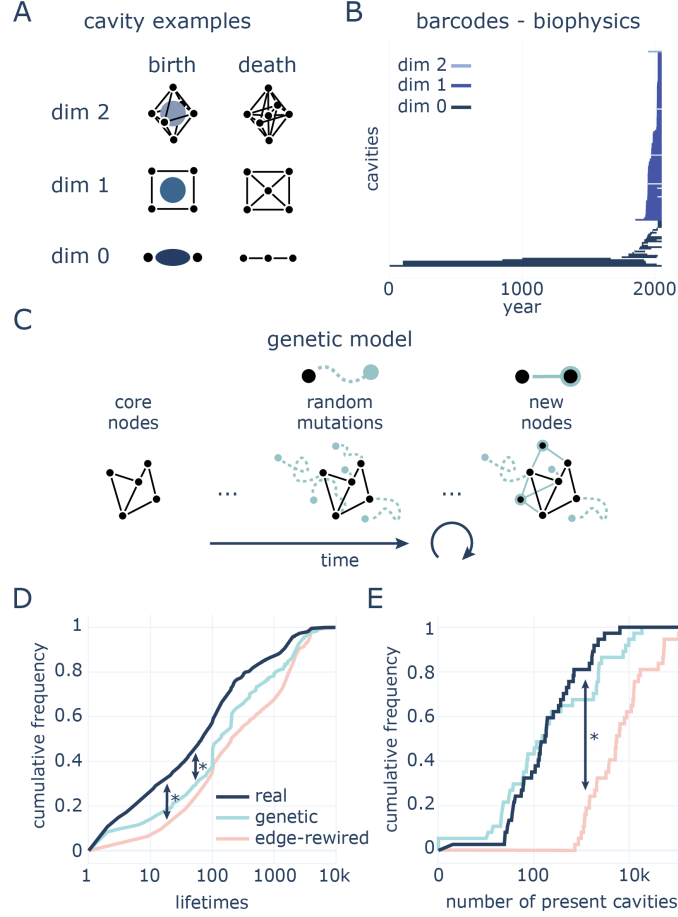 A
cavity examples
birth death
dim 2
dim 1
dim 0
B
barcodes - biophysics
dim 2
dim 1
dim 0
cavities
0 1000 2000
year
C
genetic model
core
nodes
random
mutations
new
nodes
...
...
time
D
1
0.8
0.6
0.4
0.2
0
cumulative frequency
*
*
real
genetic
edge-rewired
1 10 100 1000 10k
lifetimes
E
1
0.8
0.6
0.4
0.2
0
cumulative frequency
*
0 100 10k
number of present cavities